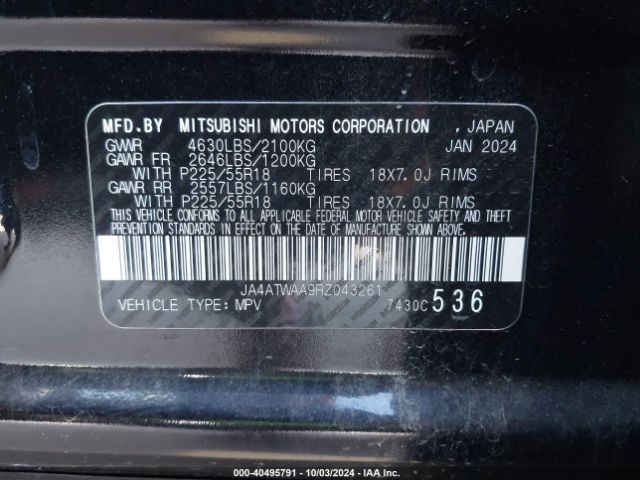 MFD.BY MITSUBISHI MOTORS CORPORATION , JAPAN
GVWR 4630LBS/2100KG JAN 2024
GAWR FR 2646LBS/1200KG
WITH P225/55R18 TIRES 18X7.0J RIMS
GAWR RR 2557LBS/1160KG
WITH P225/55R18 TIRES 18X7.0J RIMS
THIS VEHICLE CONFORMS TO ALL APPLICABLE FEDERAL MOTOR VEHICLE SAFETY AND THEFT
PREVENTION STANDARDS IN EFFECT ON THE DATE OF MANUFACTURE SHOWN ABOVE.
JA4ATWAA9RZ043261
VEHICLE TYPE: MPV 7430C 536
000-40495791 - 10/03/2024 - IAA Inc.